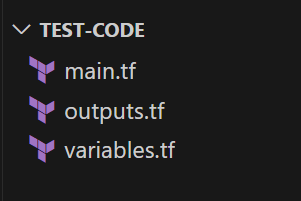 TEST-CODE
main.tf
outputs.tf
variables.tf